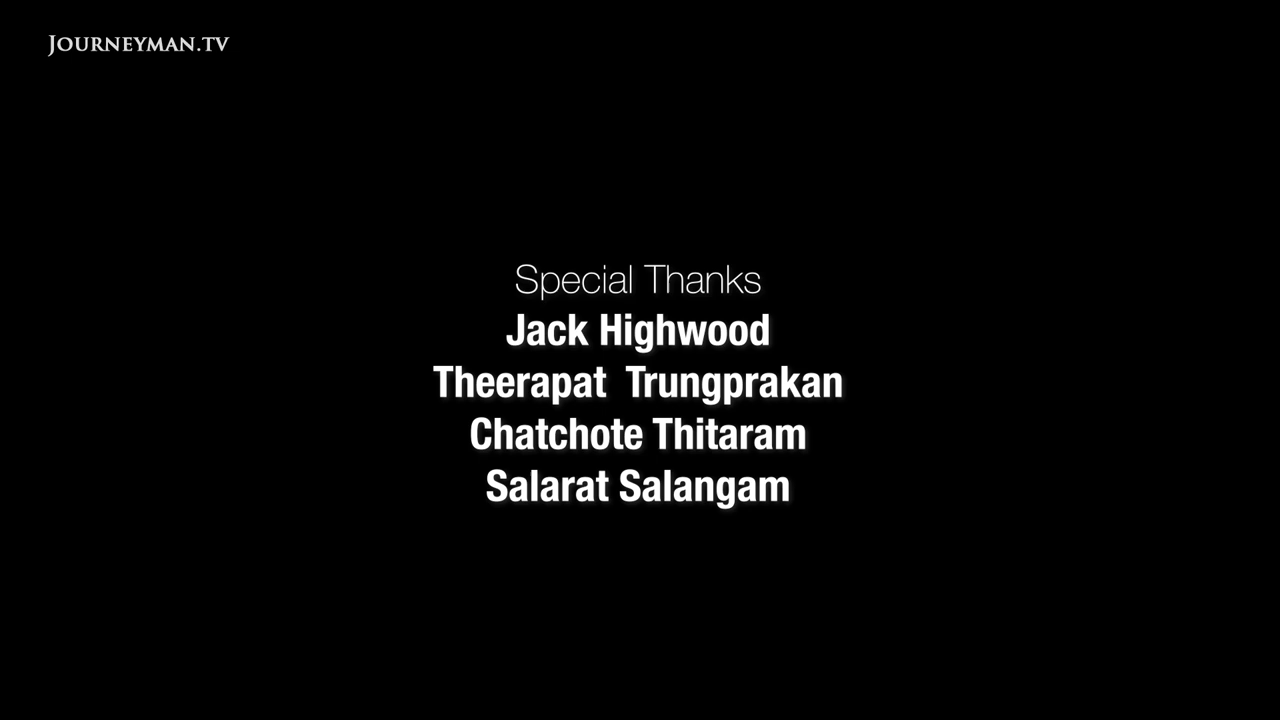 JOURNEYMAN.TV
Special Thanks
Jack Highwood
Theerapat  Trungprakan
Chatchote Thitaram
Salarat Salangam